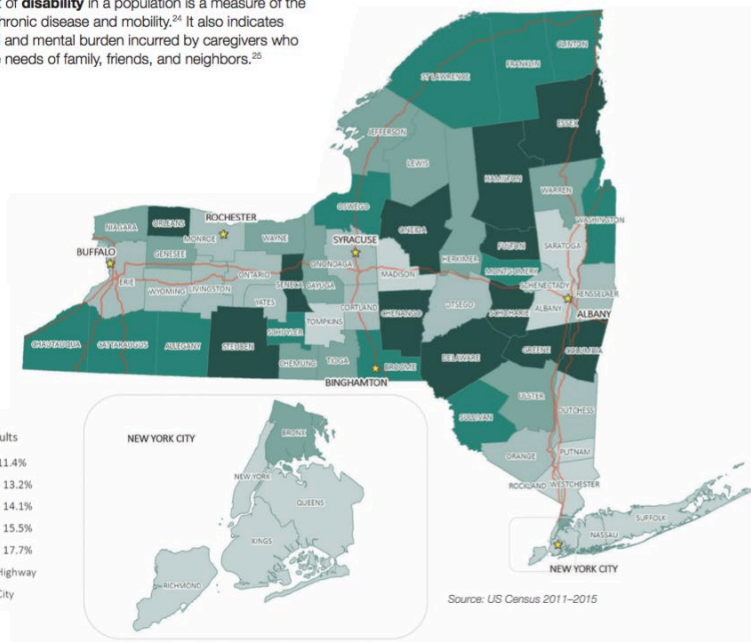 of disability in a population is a measure of the
chronic disease and mobility.24 It also indicates
and mental burden incurred by caregivers who
needs of family, friends, and neighbors.25
CLINTON
FRANKLIN
ST LAWRENCE
ESSEX
JEFFERSON
LEWIS
HAMILTON
WARREN
WASHINGTON
OSWEGO
ORLEANS
ROCHESTER
NIAGARA
MONROE
WAYNE
SYRACUSE
ONEIDA
FULTON
SARATOGA
BUFFALO
GENESEE
ONONDAGA
MADISON
HERKIMER
MONTGOMERY
ERIE
ONTARIO
SENECA
CAYUGA
SCHENECTADY
RENSSELAER
WYOMING
LIVINGSTON
YATES
CORTLAND
CHENANGO
OTSEGO
SCHOHARIE
ALBANY
ALBANY
TOMPKINS
SCHUYLER
CHAUTAUQUA
CATTARAUGUS
ALLEGANY
STEUBEN
CHEMUNG
TIOGA
BROOME
DELAWARE
GREENE
COLUMBIA
BINGHAMTON
ULSTER
DUTCHESS
SULLIVAN
ORANGE
PUTNAM
ROCKLAND
WESTCHESTER
SUFFOLK
NASSAU
NEW YORK CITY
NEW YORK CITY
BRONX
NEW YORK
QUEENS
KINGS
RICHMOND
11.4%
13.2%
14.1%
15.5%
17.7%
Highway
City
Source: US Census 2011–2015